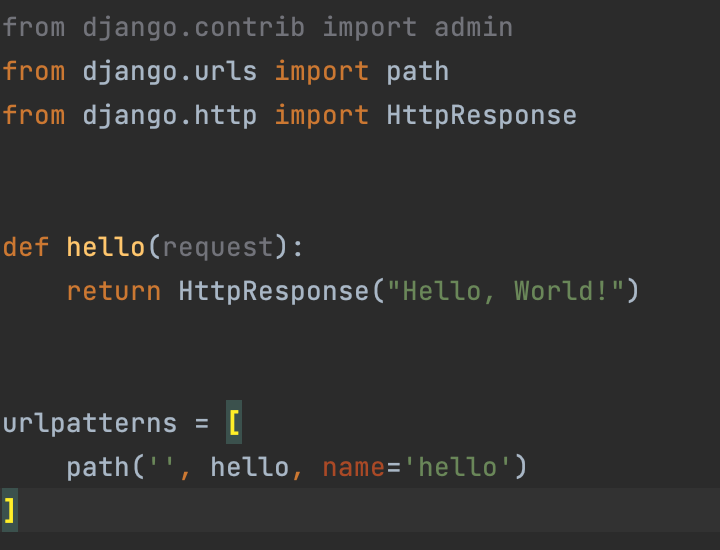 from django.contrib import admin
from django.urls import path
from django.http import HttpResponse
def hello(request):
    return HttpResponse("Hello, World!")
urlpatterns = [
    path('', hello, name='hello')
]